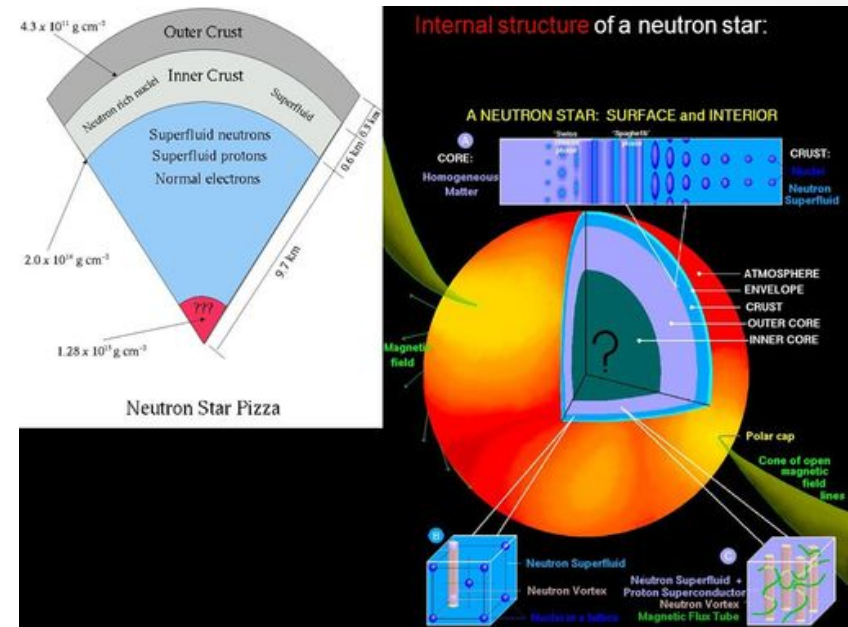 4.3 x 10¹¹ g cm⁻³
Outer Crust
Inner Crust
Neutron rich nuclei
Superfluid
Superfluid neutrons
Superfluid protons
Normal electrons
0.3 km
0.6 km
9.7 km
2.0 x 10¹⁴ g cm⁻³
???
1.28 x 10¹⁵ g cm⁻³
Neutron Star Pizza
Internal structure of a neutron star:
A NEUTRON STAR: SURFACE and INTERIOR
A
"Swiss
"Spaghetti"
CORE:
Homogeneous
Matter
CRUST:
Nuclei
Neutron
Superfluid
ATMOSPHERE
ENVELOPE
CRUST
OUTER CORE
INNER CORE
?
Magnetic
field
Polar cap
Cone of open
magnetic
field
lines
B
Neutron Superfluid
Neutron Vortex
Nuclei in a lattice
C
Neutron Superfluid +
Proton Superconductor
Neutron Vortex
Magnetic Flux Tube